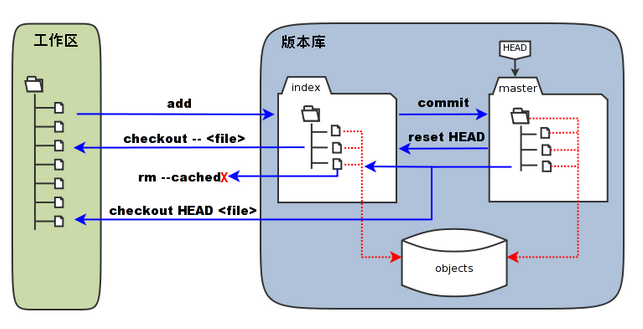 工作区
版本库
HEAD
index
master
add
commit
checkout -- <file>
reset HEAD
rm --cached
X
checkout HEAD <file>
objects